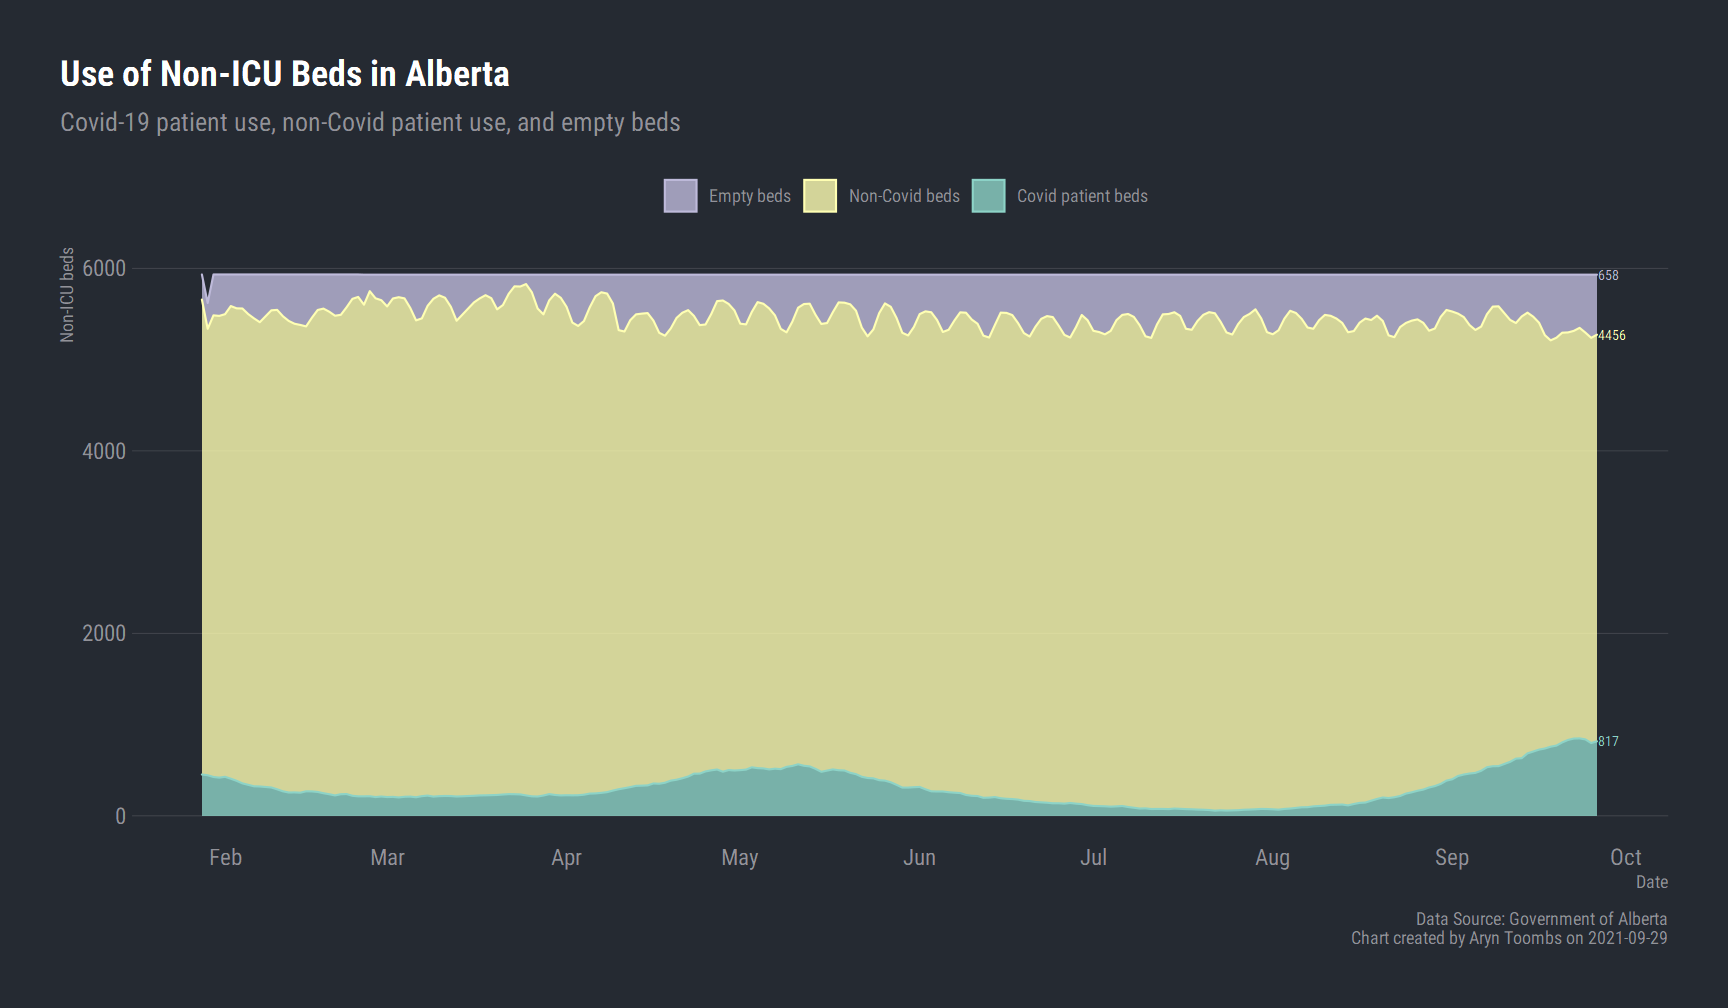 Use of Non-ICU Beds in Alberta
Covid-19 patient use, non-Covid patient use, and empty beds
Empty beds
Non-Covid beds
Covid patient beds
Non-ICU beds
6000
4000
2000
0
658
4456
817
Feb
Mar
Apr
May
Jun
Jul
Aug
Sep
Oct
Date
Data Source: Government of Alberta
Chart created by Aryn Toombs on 2021-09-29